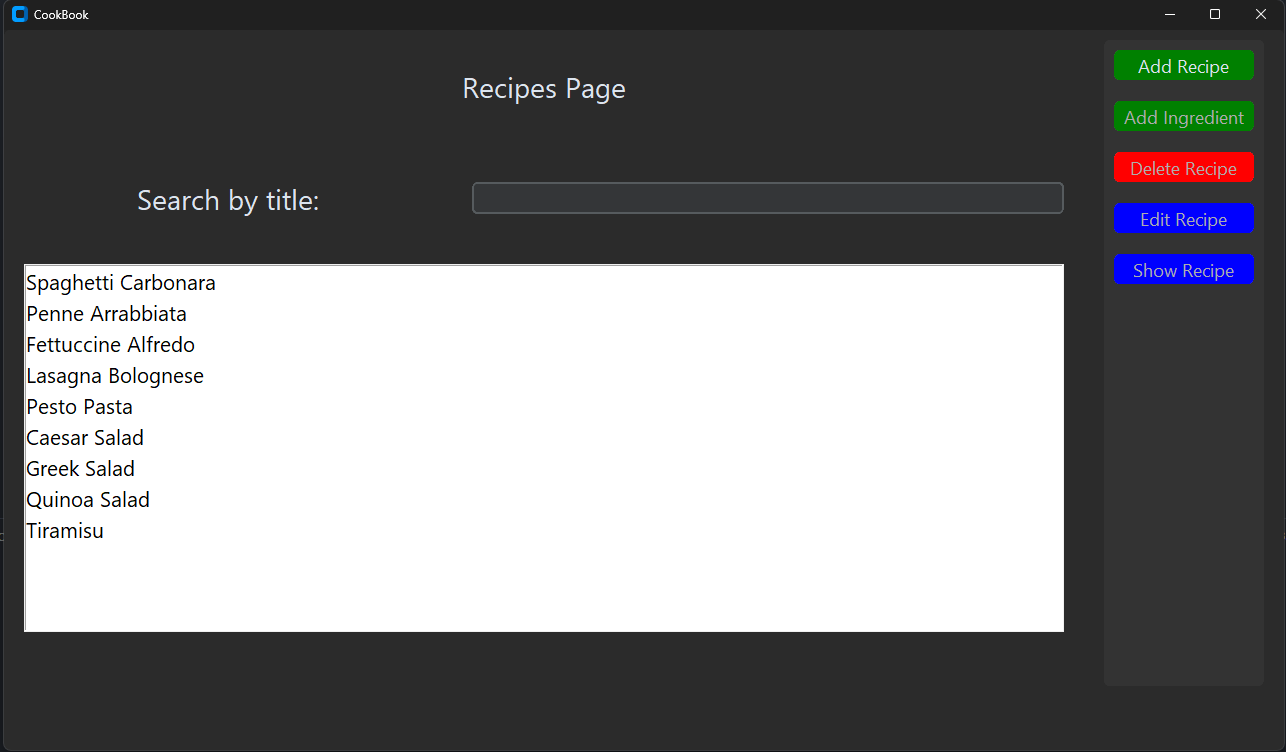 CookBook
Recipes Page
Search by title:
Spaghetti Carbonara
Penne Arrabbiata
Fettuccine Alfredo
Lasagna Bolognese
Pesto Pasta
Caesar Salad
Greek Salad
Quinoa Salad
Tiramisu
Add Recipe
Add Ingredient
Delete Recipe
Edit Recipe
Show Recipe